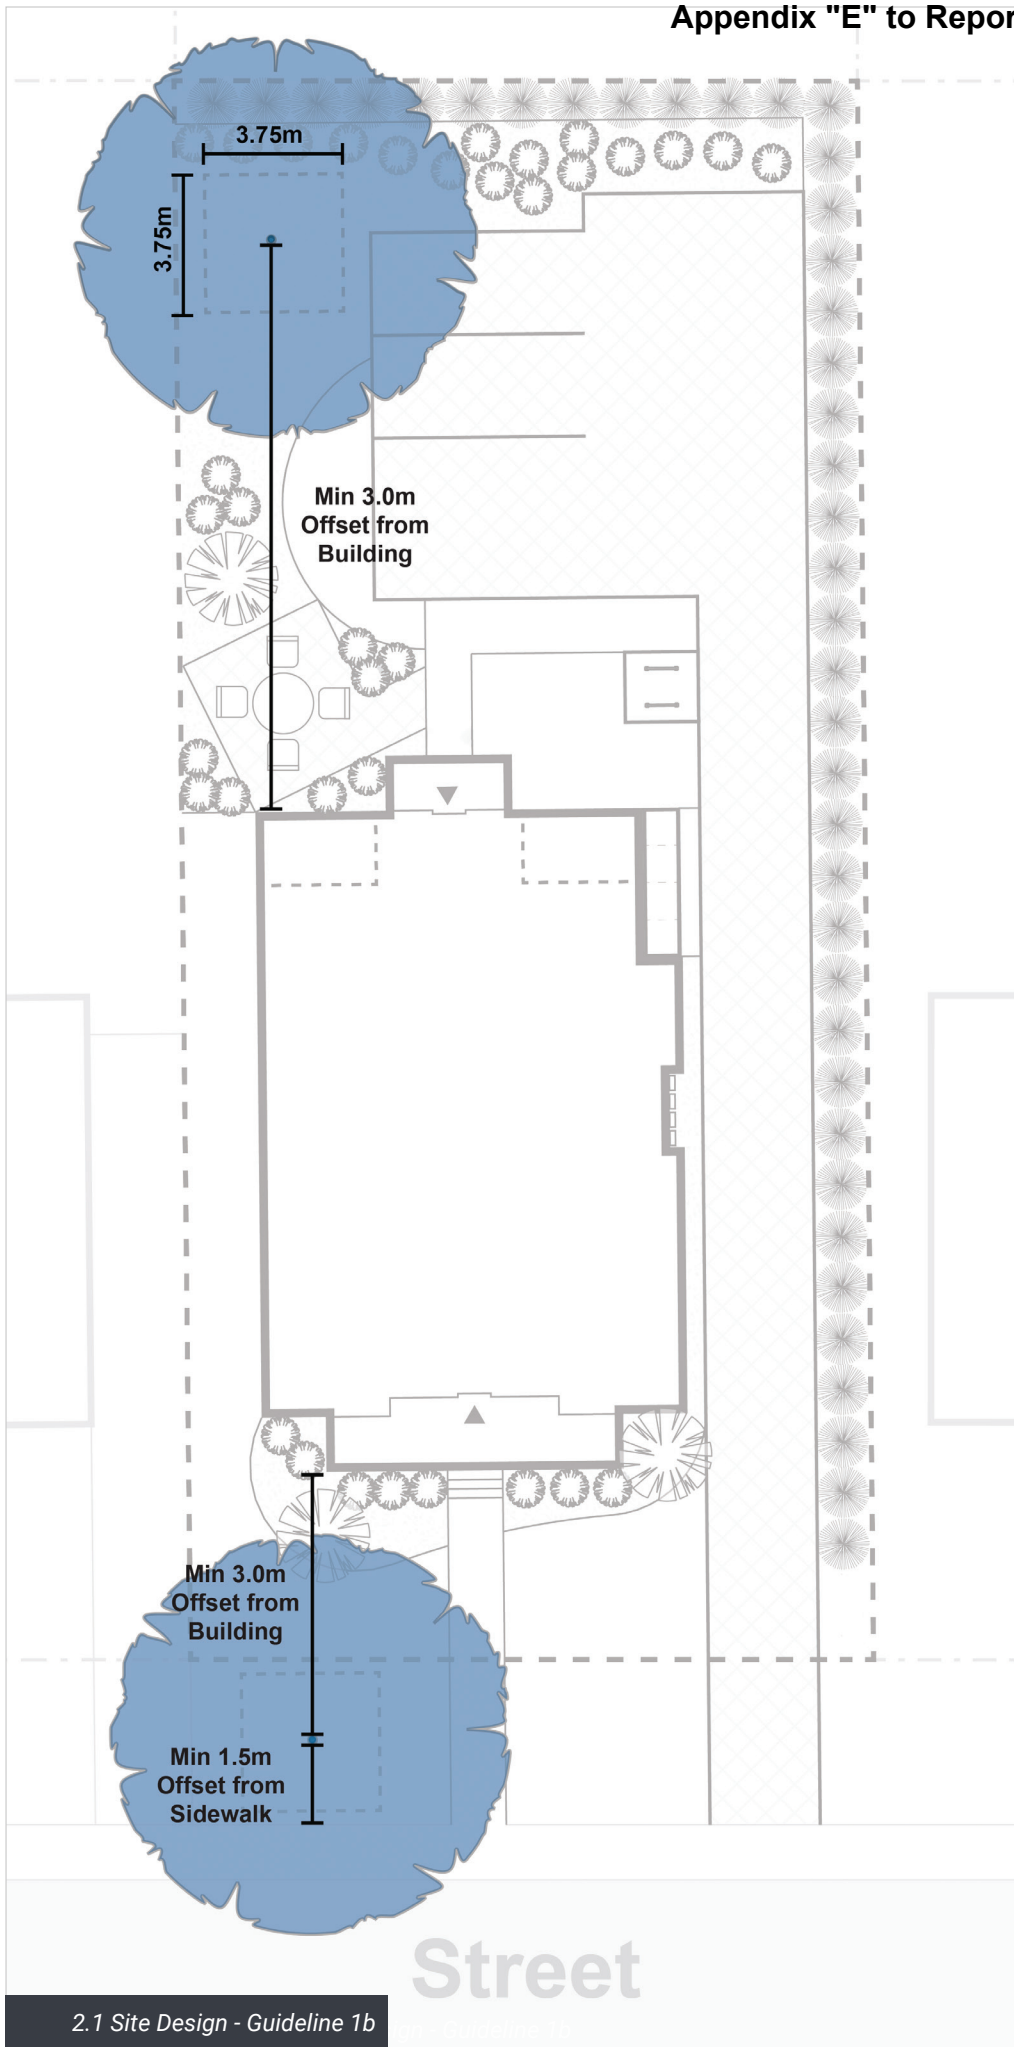 Appendix "E" to Repor
3.75m
3.75m
Min 3.0m
Offset from
Building
Min 3.0m
Offset from
Building
Min 1.5m
Offset from
Sidewalk
Street
2.1 Site Design - Guideline 1b